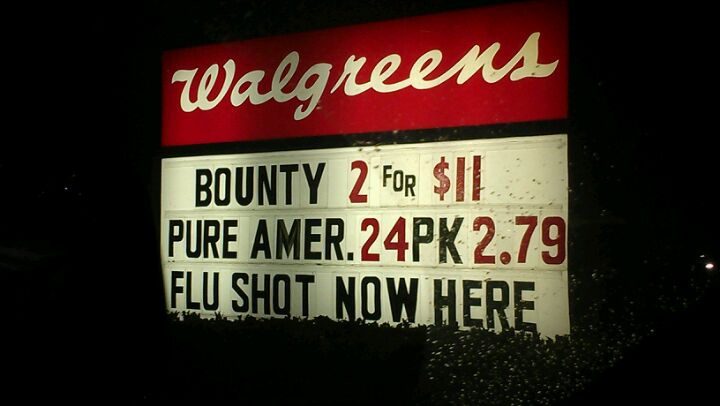 Walgreens
BOUNTY 2 FOR $11
PURE AMER. 24PK 2.79
FLU SHOT NOW HERE